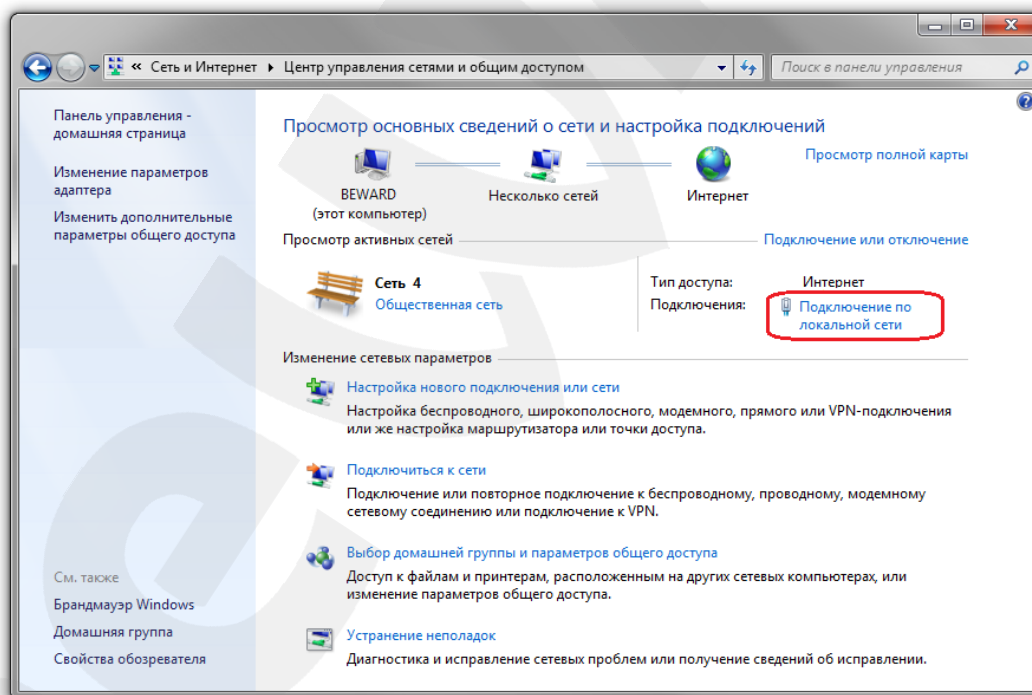 « Сеть и Интернет ▸ Центр управления сетями и общим доступом
Поиск в панели управления
Панель управления -
домашняя страница
Изменение параметров
адаптера
Изменить дополнительные
параметры общего доступа
См. также
Брандмауэр Windows
Домашняя группа
Свойства обозревателя
Просмотр основных сведений о сети и настройка подключений
Просмотр полной карты
BEWARD
(этот компьютер)
Несколько сетей
Интернет
Просмотр активных сетей
Подключение или отключение
Сеть 4
Общественная сеть
Тип доступа: Интернет
Подключения: Подключение по
локальной сети
Изменение сетевых параметров
Настройка нового подключения или сети
Настройка беспроводного, широкополосного, модемного, прямого или VPN-подключения
или же настройка маршрутизатора или точки доступа.
Подключиться к сети
Подключение или повторное подключение к беспроводному, проводному, модемному
сетевому соединению или подключение к VPN.
Выбор домашней группы и параметров общего доступа
Доступ к файлам и принтерам, расположенным на других сетевых компьютерах, или
изменение параметров общего доступа.
Устранение неполадок
Диагностика и исправление сетевых проблем или получение сведений об исправлении.